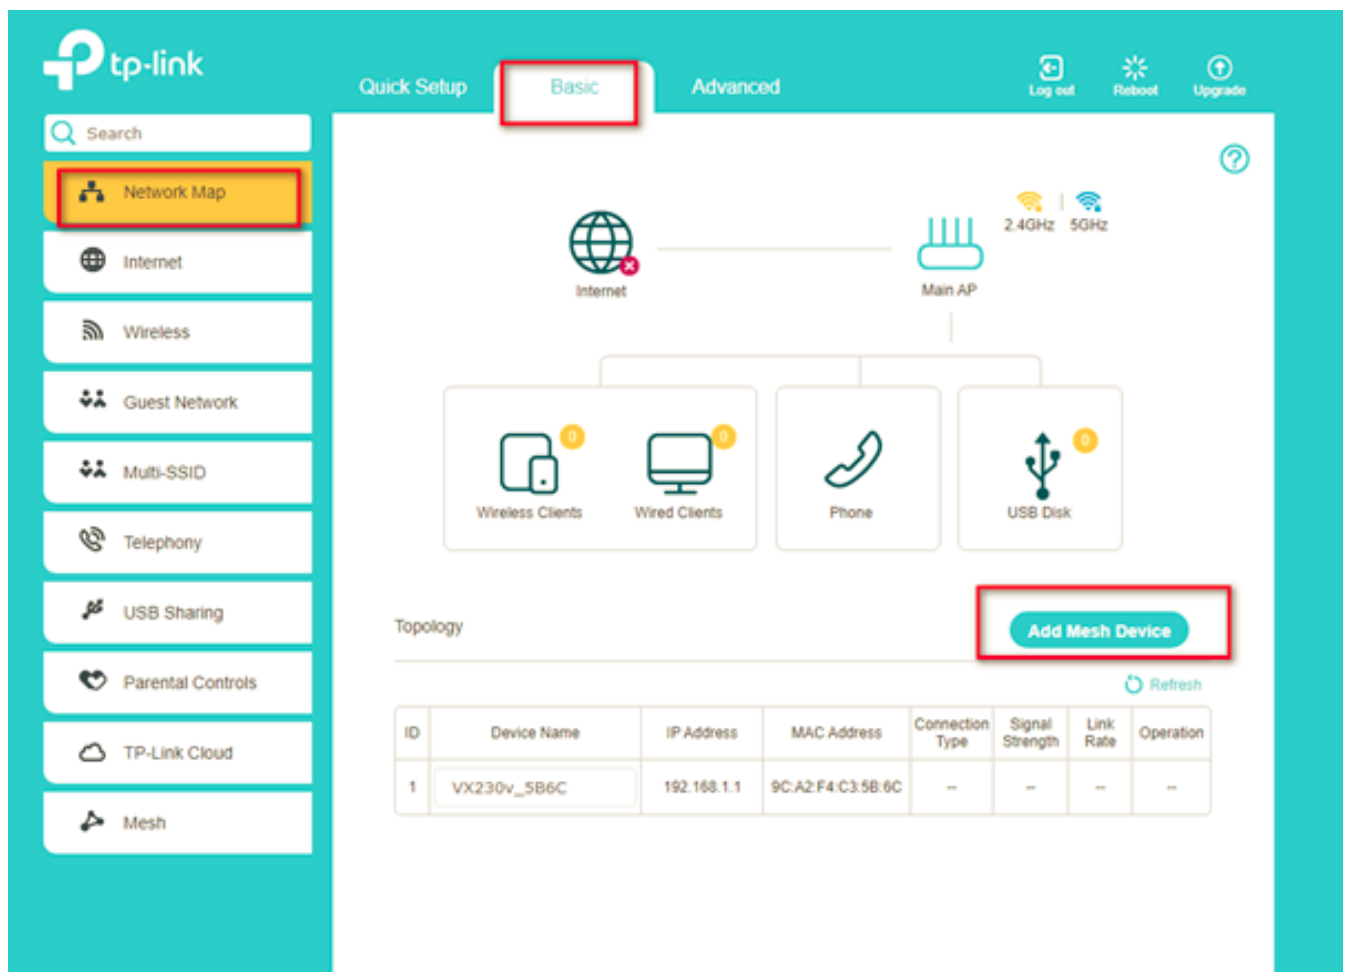 tp-link
Quick Setup
Basic
Advanced
Log out
Reboot
Upgrade
Search
Network Map
Internet
Wireless
Guest Network
Multi-SSID
Telephony
USB Sharing
Parental Controls
TP-Link Cloud
Mesh
?
2.4GHz
5GHz
Internet
Main AP
0
0
0
Wireless Clients
Wired Clients
Phone
USB Disk
Topology
Add Mesh Device
Refresh
ID Device Name IP Address MAC Address Connection Type Signal Strength Link Rate Operation
1 VX230v_5B6C 192.168.1.1 9C:A2:F4:C3:5B:6C -- -- -- --